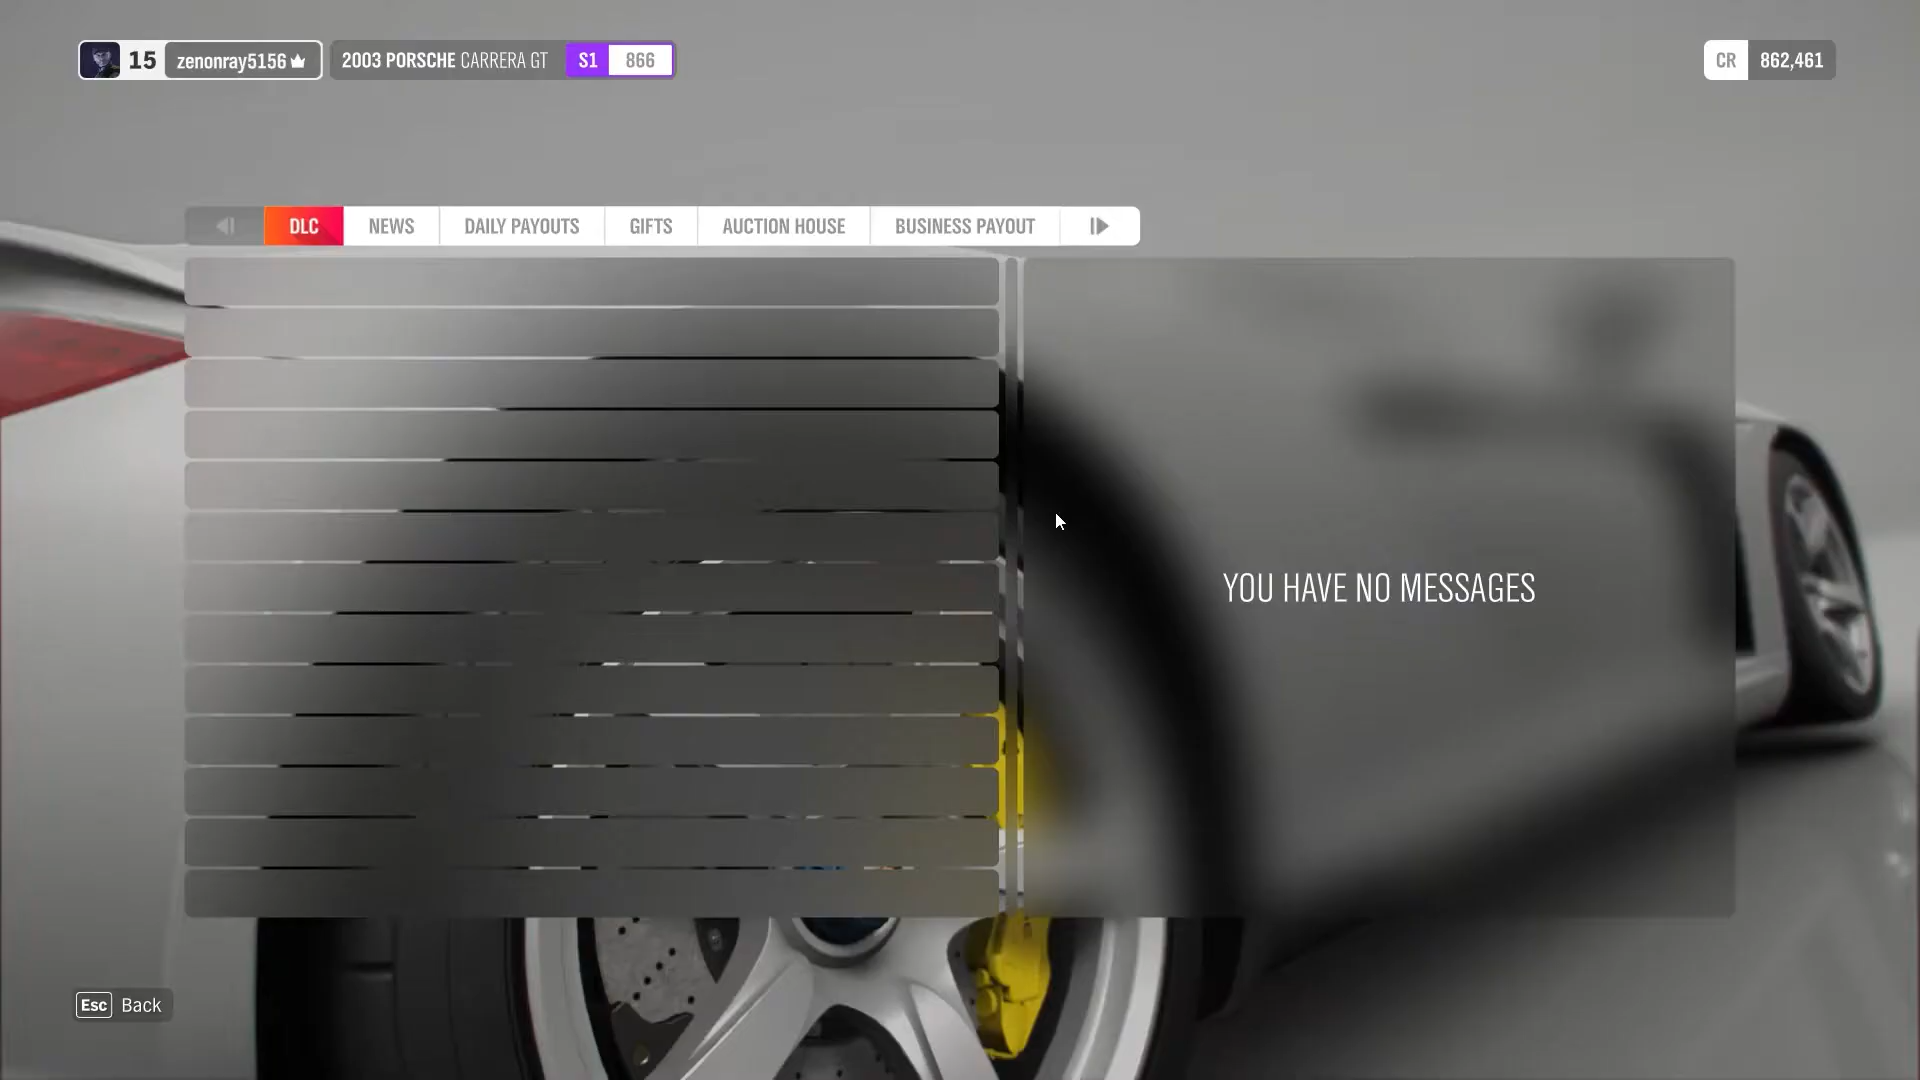 15 zenonray5156 2003 PORSCHE CARRERA GT S1 866 CR 862,461
DLC NEWS DAILY PAYOUTS GIFTS AUCTION HOUSE BUSINESS PAYOUT
YOU HAVE NO MESSAGES
Esc Back